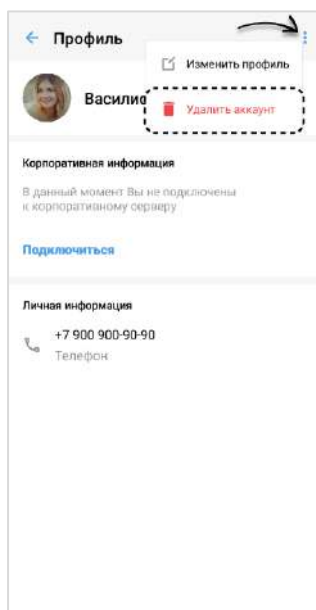 Профиль
Изменить профиль
Василис
Удалить аккаунт
Корпоративная информация
В данный момент Вы не подключены
к корпоративному серверу
Подключиться
Личная информация
+7 900 900-90-90
Телефон